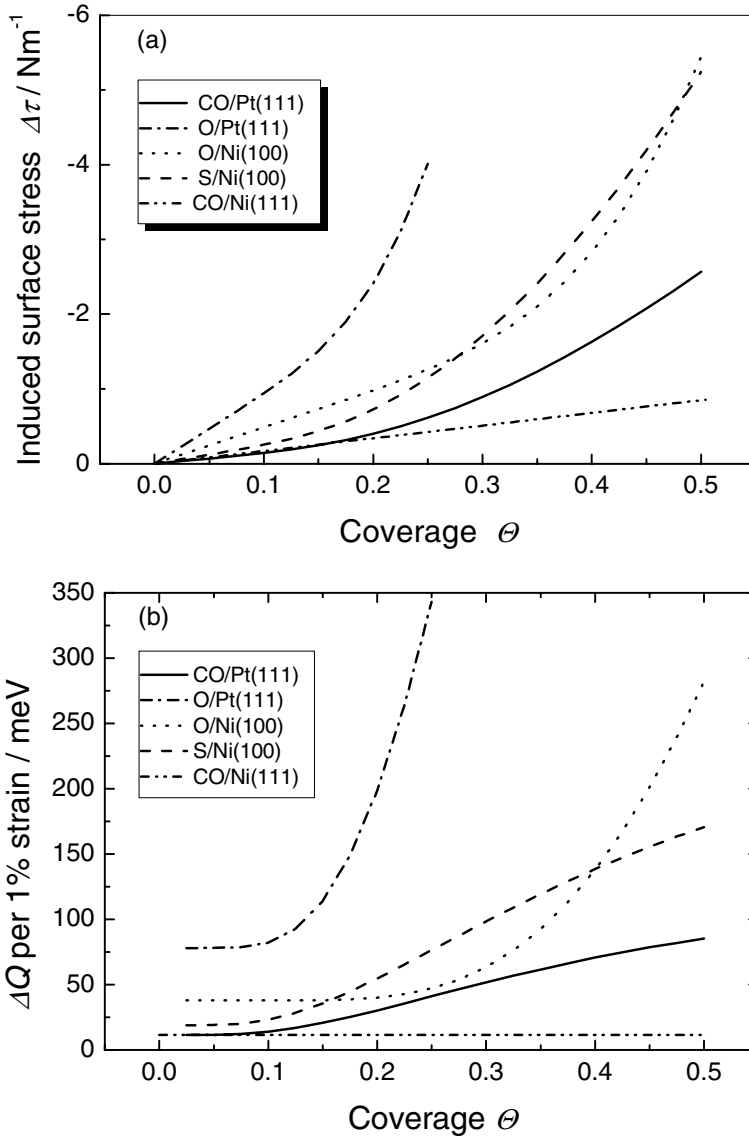 (a)
CO/Pt(111)
O/Pt(111)
O/Ni(100)
S/Ni(100)
CO/Ni(111)
Induced surface stress Δτ / Nm⁻¹
-6
-4
-2
0
0.0 0.1 0.2 0.3 0.4 0.5
Coverage Θ
(b)
CO/Pt(111)
O/Pt(111)
O/Ni(100)
S/Ni(100)
CO/Ni(111)
ΔQ per 1% strain / meV
350
300
250
200
150
100
50
0
0.0 0.1 0.2 0.3 0.4 0.5
Coverage Θ